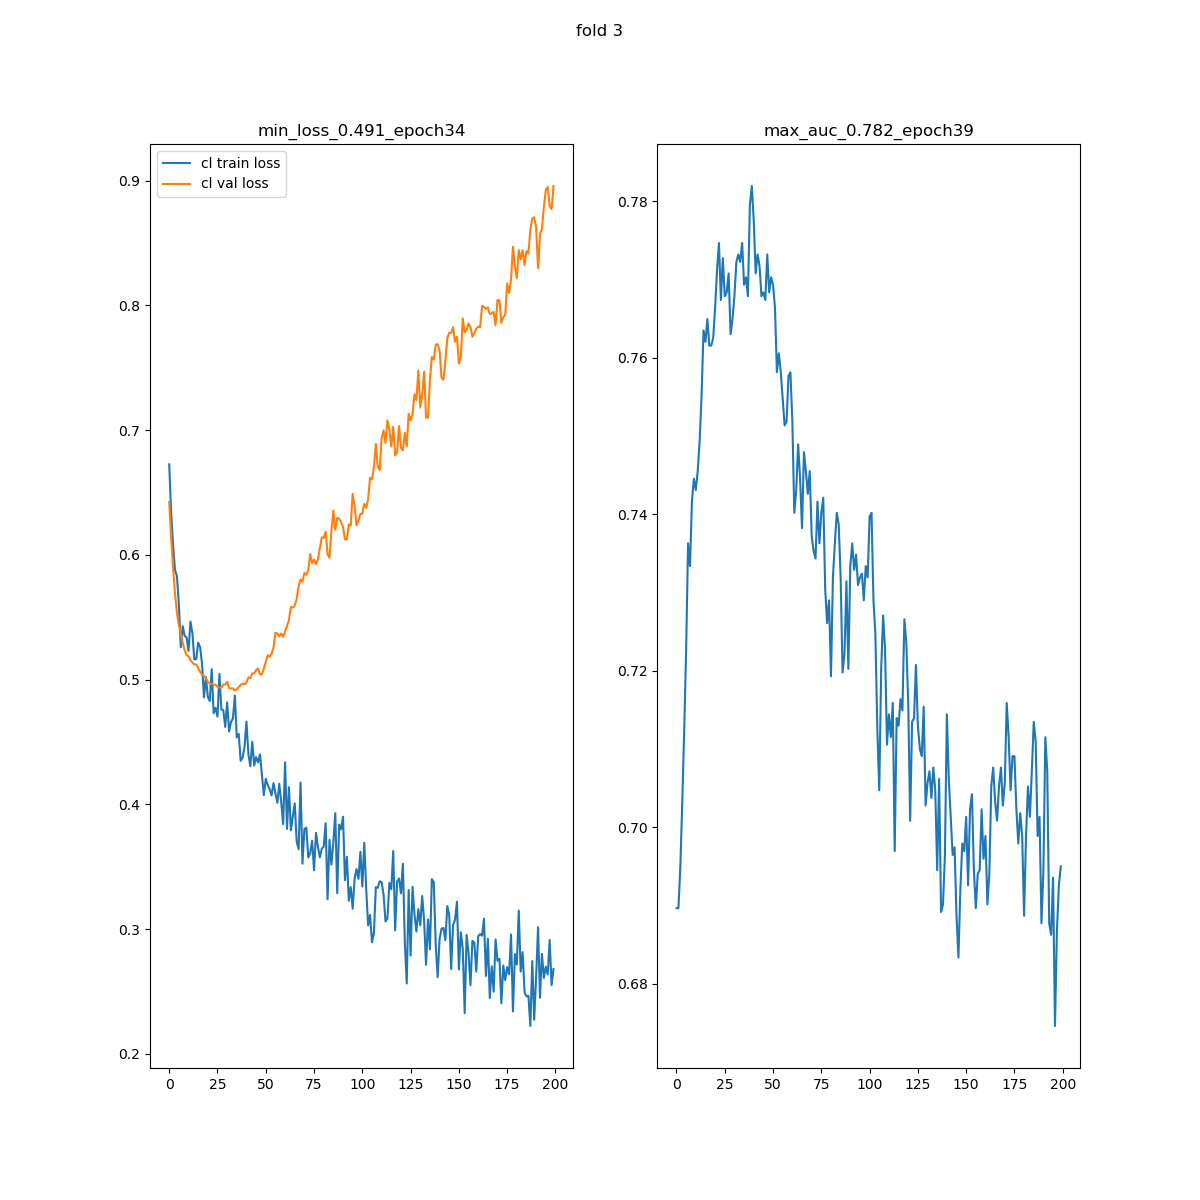 fold 3
min_loss_0.491_epoch34
cl train loss
cl val loss
0.9
0.8
0.7
0.6
0.5
0.4
0.3
0.2
0 25 50 75 100 125 150 175 200
max_auc_0.782_epoch39
0.78
0.76
0.74
0.72
0.70
0.68
0 25 50 75 100 125 150 175 200